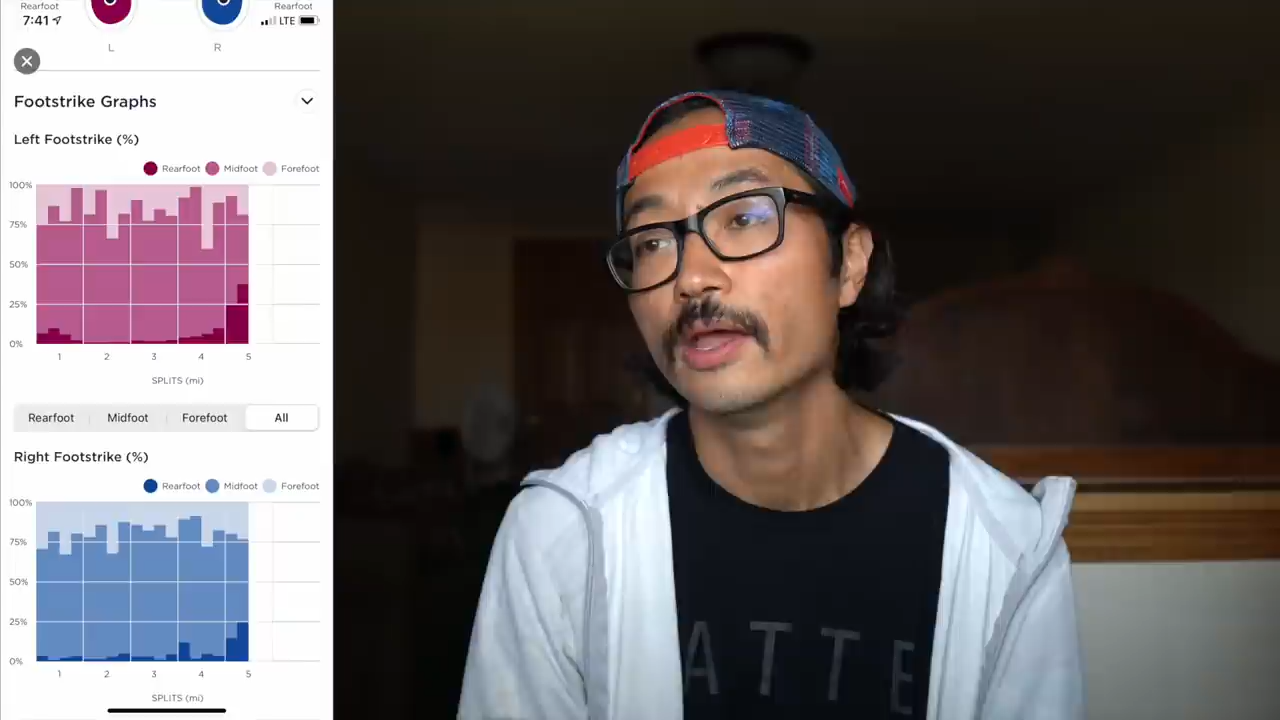 Rearfoot Rearfoot
7:41 LTE
L R
Footstrike Graphs
Left Footstrike (%)
Rearfoot Midfoot Forefoot
100%
75%
50%
25%
0%
1 2 3 4 5
SPLITS (mi)
Rearfoot Midfoot Forefoot All
Right Footstrike (%)
Rearfoot Midfoot Forefoot
100%
75%
50%
25%
0%
1 2 3 4 5
SPLITS (mi)
ATTE